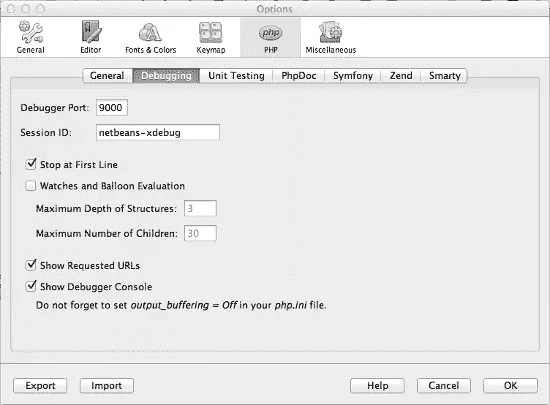 Options
General Editor Fonts & Colors Keymap PHP Miscellaneous
php
General Debugging Unit Testing PhpDoc Symfony Zend Smarty
Debugger Port: 9000
Session ID: netbeans-xdebug
Stop at First Line
Watches and Balloon Evaluation
Maximum Depth of Structures: 3
Maximum Number of Children: 30
Show Requested URLs
Show Debugger Console
Do not forget to set output_buffering = Off in your php.ini file.
Export Import Help Cancel OK